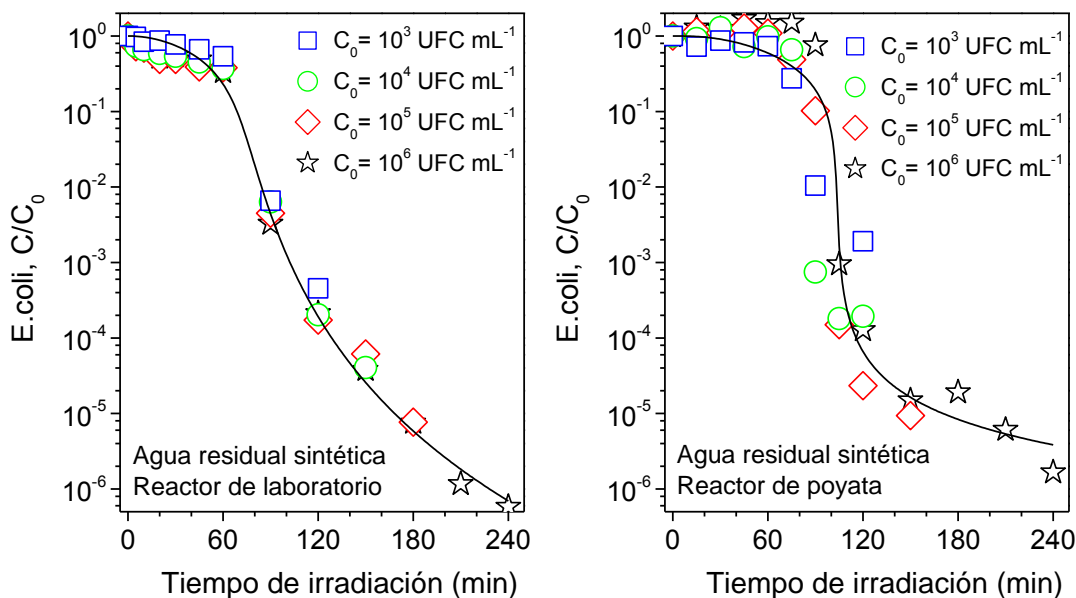 10⁰
10⁻¹
10⁻²
10⁻³
10⁻⁴
10⁻⁵
10⁻⁶
E.coli, C/C₀
C₀= 10³ UFC mL⁻¹
C₀= 10⁴ UFC mL⁻¹
C₀= 10⁵ UFC mL⁻¹
C₀= 10⁶ UFC mL⁻¹
Agua residual sintética
Reactor de laboratorio
0 60 120 180 240
Tiempo de irradiación (min)
10⁰
10⁻¹
10⁻²
10⁻³
10⁻⁴
10⁻⁵
10⁻⁶
E.coli, C/C₀
C₀= 10³ UFC mL⁻¹
C₀= 10⁴ UFC mL⁻¹
C₀= 10⁵ UFC mL⁻¹
C₀= 10⁶ UFC mL⁻¹
Agua residual sintética
Reactor de poyata
0 60 120 180 240
Tiempo de irradiación (min)